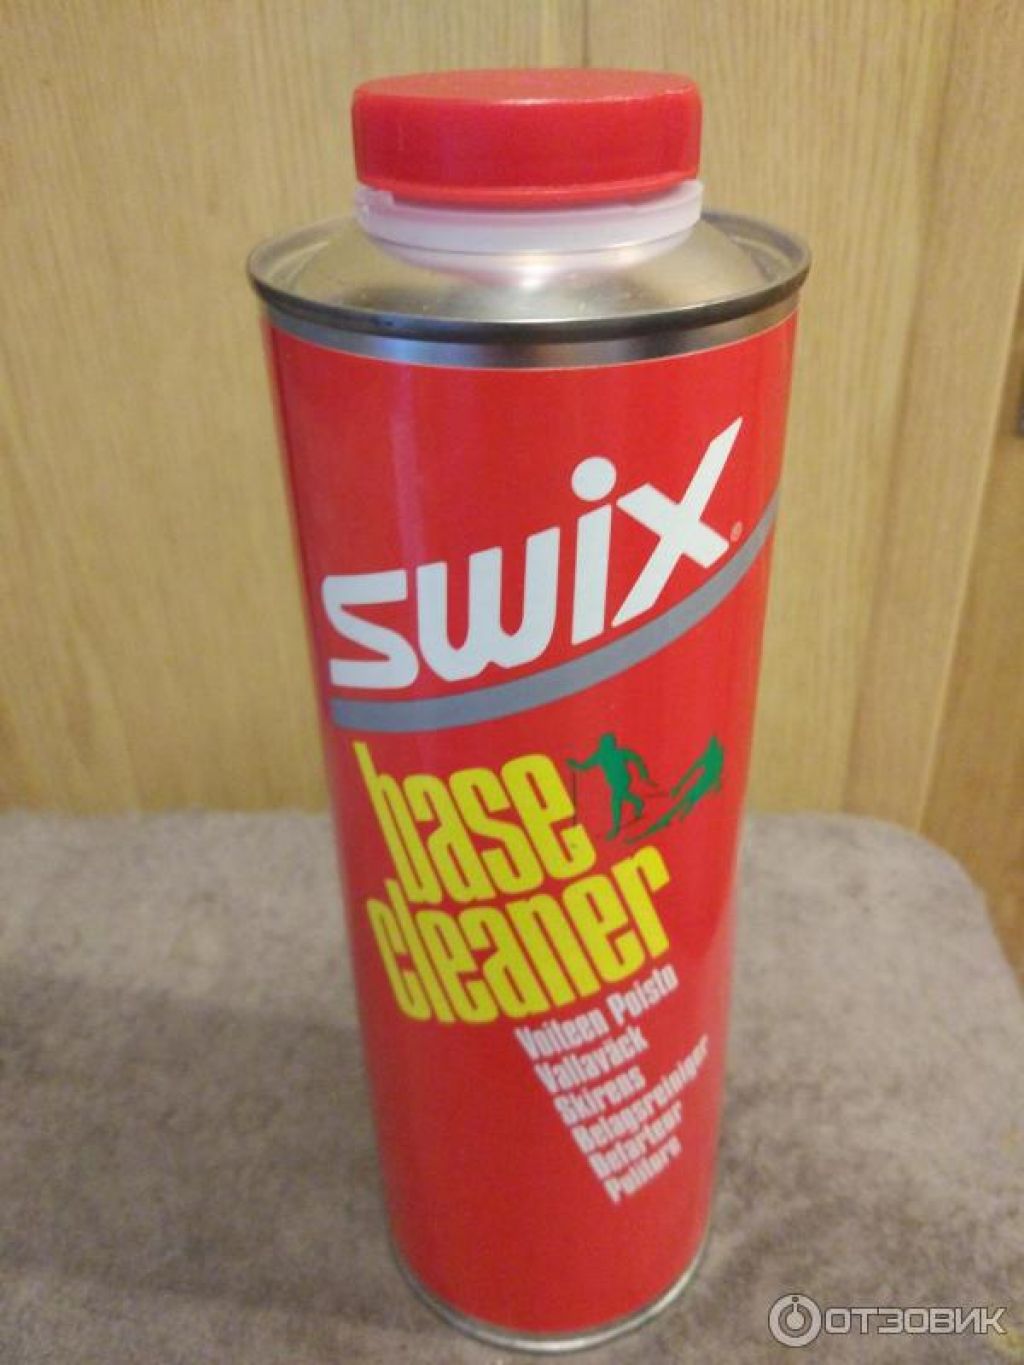 swix
base
cleaner
Voiteen Poisto
Vallaväck
Skirens
Belagsreiniger
Defarteur
Pulitore
ОТЗОВИК